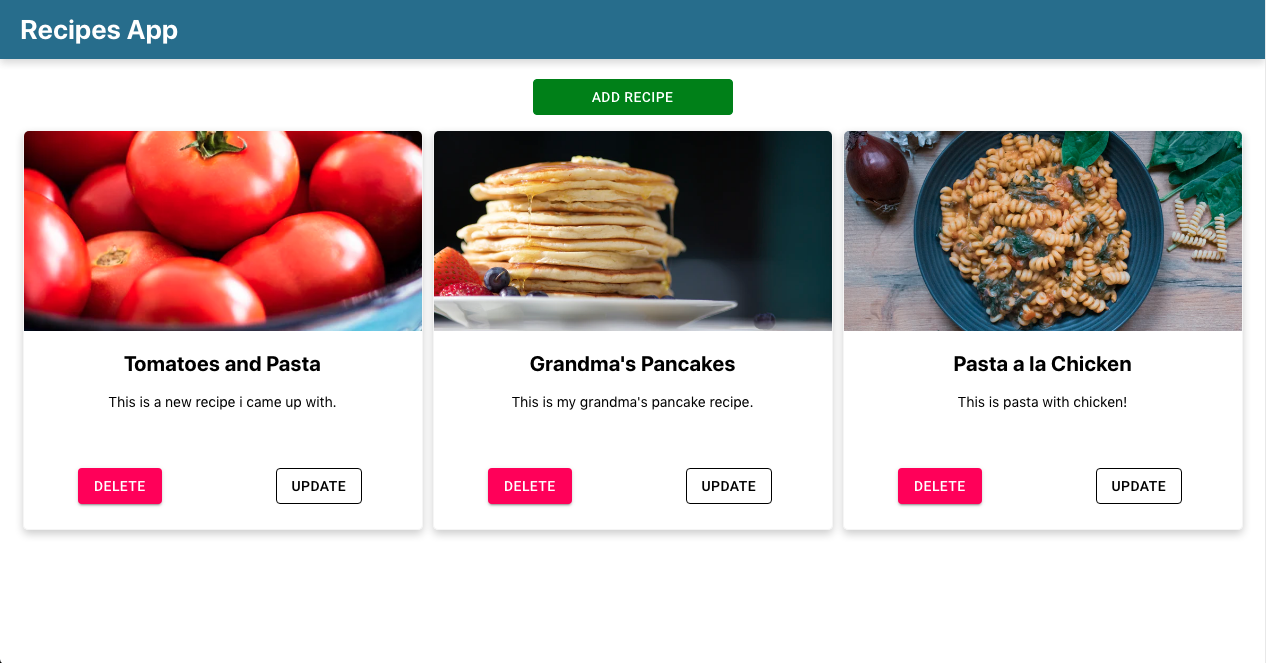 Recipes App
ADD RECIPE
Tomatoes and Pasta
Grandma's Pancakes
Pasta a la Chicken
This is a new recipe i came up with.
This is my grandma's pancake recipe.
This is pasta with chicken!
DELETE
UPDATE
DELETE
UPDATE
DELETE
UPDATE